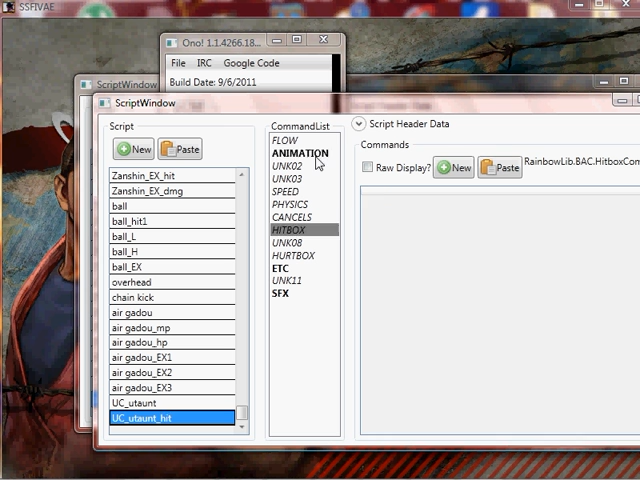 SSFIVAE
Ono! 1.1.4266.18...
File IRC Google Code
Build Date: 9/6/2011
ScriptWindow
ScriptWindow
Script
New
Paste
Zanshin_EX_hit
Zanshin_EX_dmg
ball
ball_hit1
ball_L
ball_H
ball_EX
overhead
chain kick
air gadou
air gadou_mp
air gadou_hp
air gadou_EX1
air gadou_EX2
air gadou_EX3
UC_utaunt
UC_utaunt_hit
CommandList
FLOW
ANIMATION
UNK02
UNK03
SPEED
PHYSICS
CANCELS
HITBOX
UNK08
HURTBOX
ETC
UNK11
SFX
Script Header Data
Commands
Raw Display?
New
Paste
RainbowLib.BAC.HitboxCom